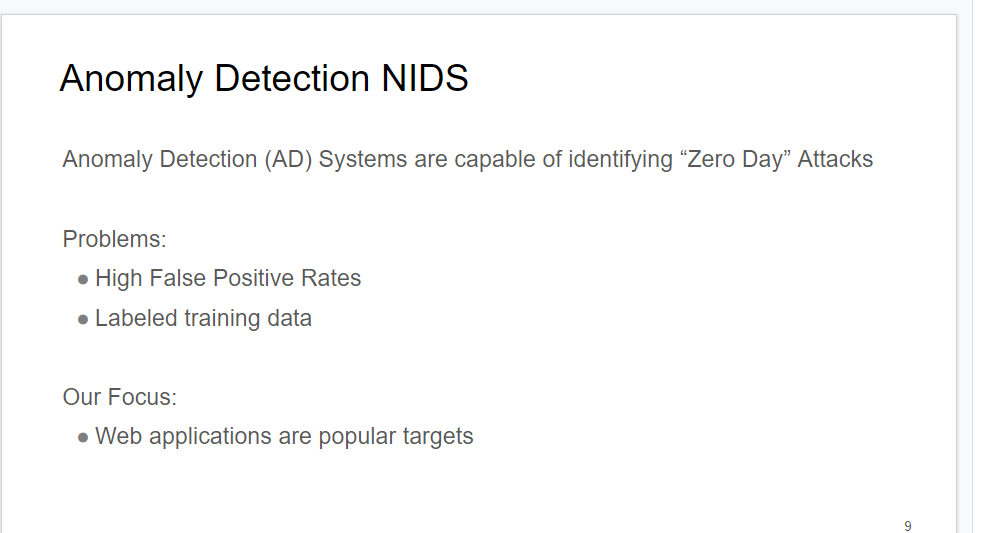 Anomaly Detection NIDS
Anomaly Detection (AD) Systems are capable of identifying “Zero Day” Attacks
Problems:
● High False Positive Rates
● Labeled training data
Our Focus:
● Web applications are popular targets
9